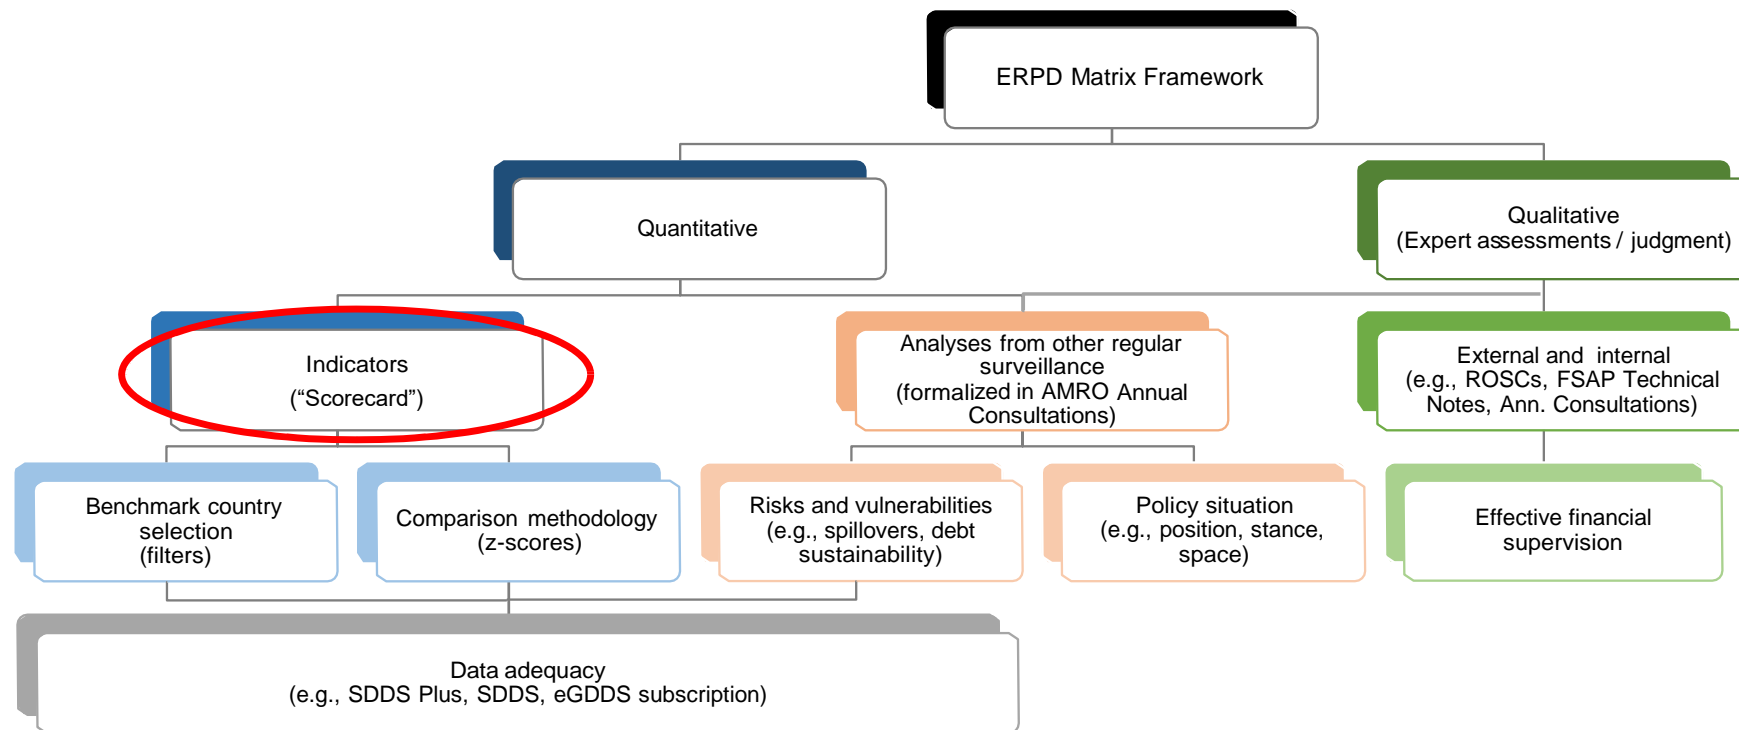 ERPD Matrix Framework
Quantitative
Qualitative
(Expert assessments / judgment)
Indicators
(“Scorecard”)
Analyses from other regular
surveillance
(formalized in AMRO Annual
Consultations)
External and internal
(e.g., ROSCs, FSAP Technical
Notes, Ann. Consultations)
Benchmark country
selection
(filters)
Comparison methodology
(z-scores)
Risks and vulnerabilities
(e.g., spillovers, debt
sustainability)
Policy situation
(e.g., position, stance,
space)
Effective financial
supervision
Data adequacy
(e.g., SDDS Plus, SDDS, eGDDS subscription)